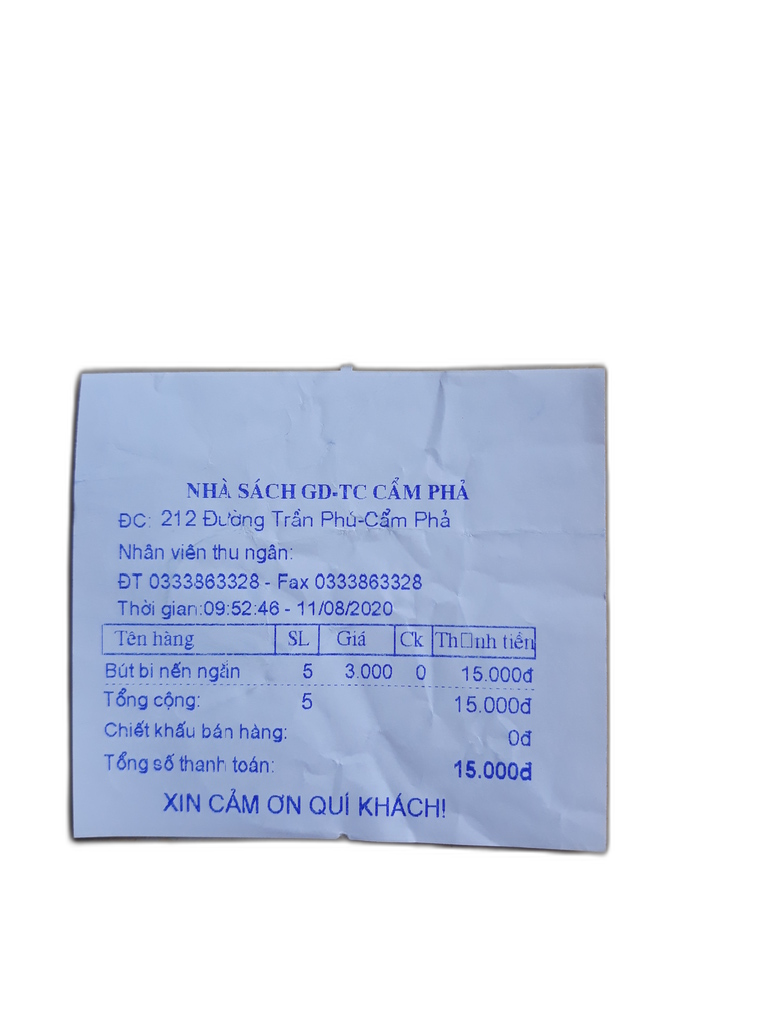 NHÀ SÁCH GD-TC CẨM PHẢ
ĐC: 212 Đường Trần Phú-Cẩm Phả
Nhân viên thu ngân:
ĐT 0333863328 - Fax 0333863328
Thời gian:09:52:46 - 11/08/2020
Tên hàng SL Giá Ck Th□nh tiền
Bút bi nến ngắn 5 3.000 0 15.000đ
Tổng cộng: 5 15.000đ
Chiết khấu bán hàng: 0đ
Tổng số thanh toán: 15.000đ
XIN CẢM ƠN QUÍ KHÁCH!